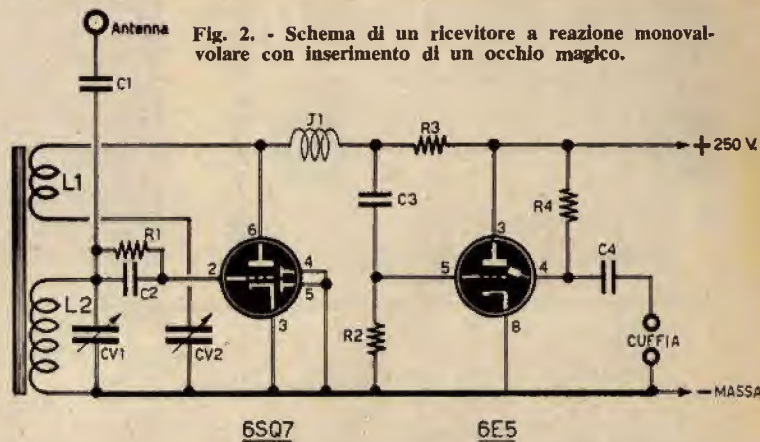 Antenna
Fig. 2. - Schema di un ricevitore a reazione monoval-
volare con inserimento di un occhio magico.
C1
J1
R3
+ 250 V.
L1
C3
R4
R1
6
3
C4
C2
2
4
5
5
4
L2
3
R2
8
CV1
CV2
CUFFIA
- MASSA
6SQ7
6E5